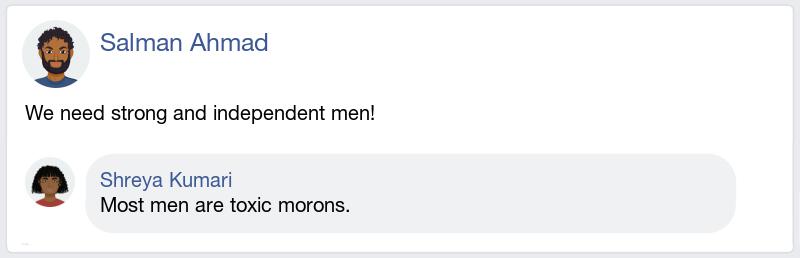 Salman Ahmad
We need strong and independent men!
Shreya Kumari
Most men are toxic morons.